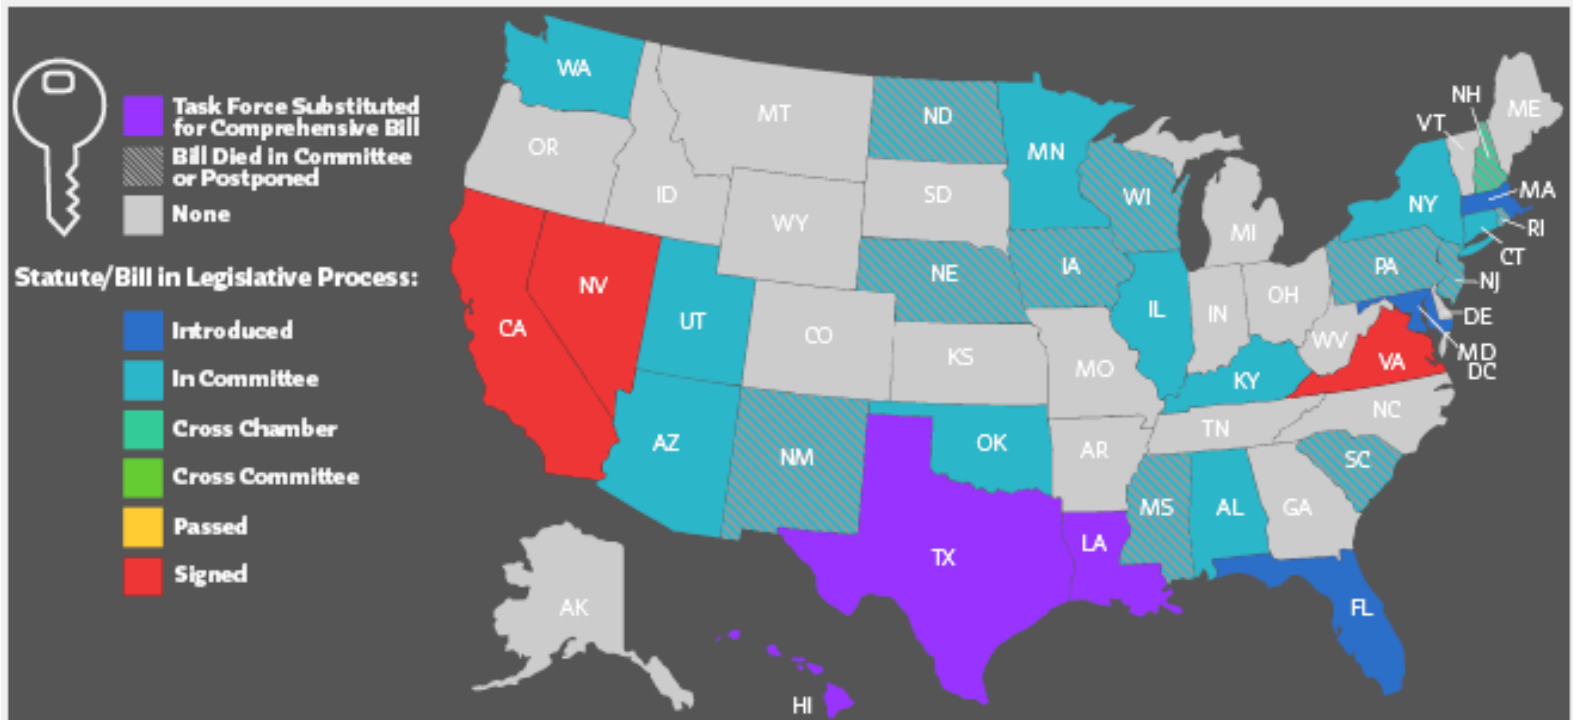 Task Force Substituted
for Comprehensive Bill
Bill Died in Committee
or Postponed
None
Statute/Bill in Legislative Process:
Introduced
In Committee
Cross Chamber
Cross Committee
Passed
Signed
WA
OR
CA
NV
ID
MT
WY
UT
AZ
CO
NM
ND
SD
NE
KS
OK
TX
MN
IA
MO
AR
LA
WI
IL
MI
IN
OH
KY
TN
MS
AL
GA
FL
SC
NC
VA
WV
PA
NY
VT
NH
ME
MA
RI
CT
NJ
DE
MD
DC
AK
HI